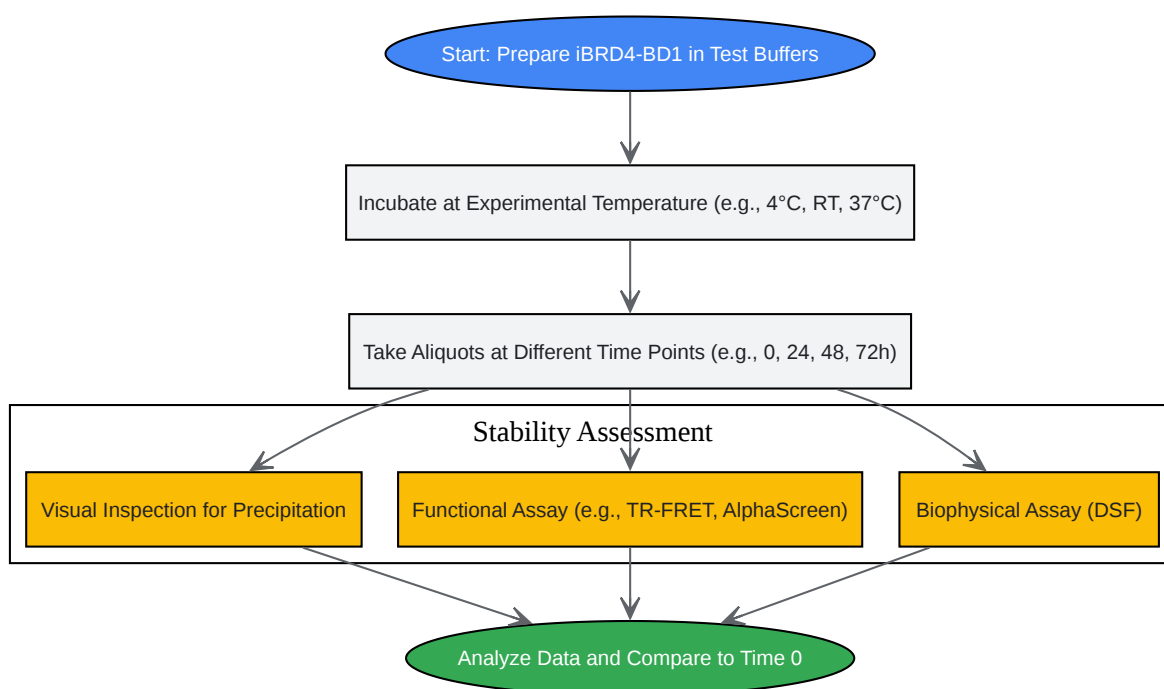 Start: Prepare iBRD4-BD1 in Test Buffers
Incubate at Experimental Temperature (e.g., 4°C, RT, 37°C)
Take Aliquots at Different Time Points (e.g., 0, 24, 48, 72h)
Stability Assessment
Visual Inspection for Precipitation
Functional Assay (e.g., TR-FRET, AlphaScreen)
Biophysical Assay (DSF)
Analyze Data and Compare to Time 0